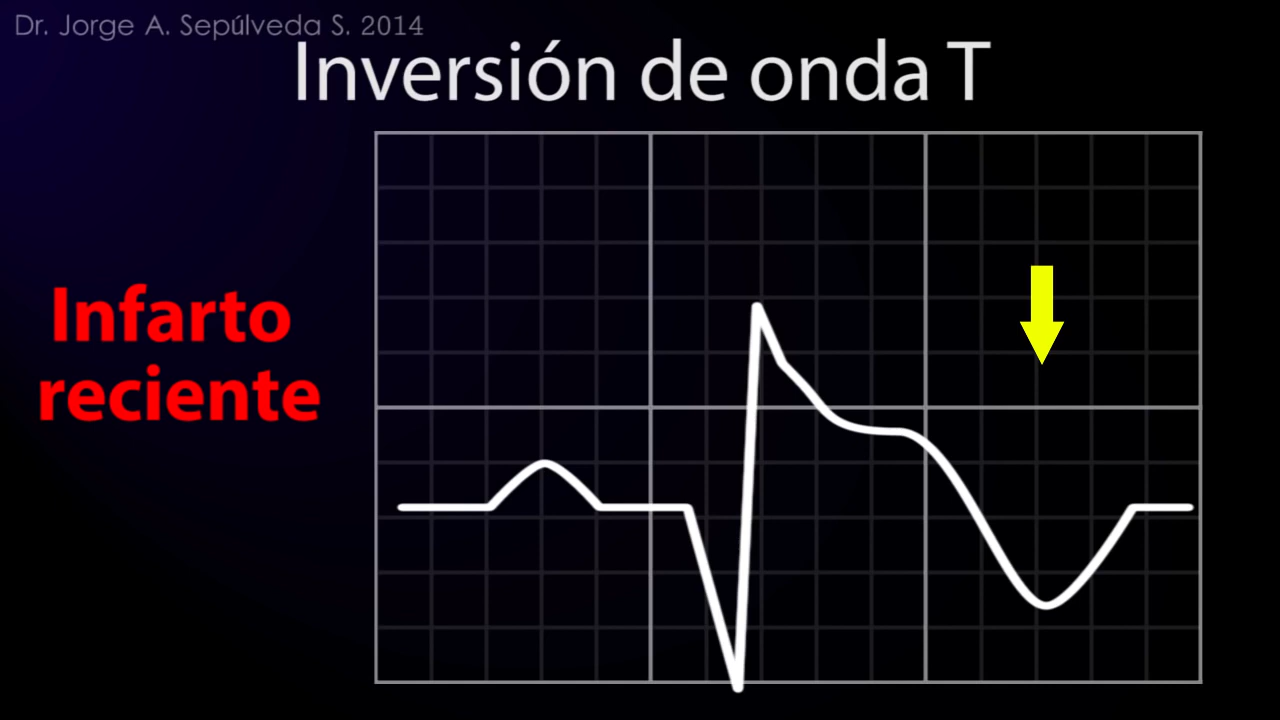 Dr. Jorge A. Sepúlveda S. 2014
Inversión de onda T
Infarto
reciente